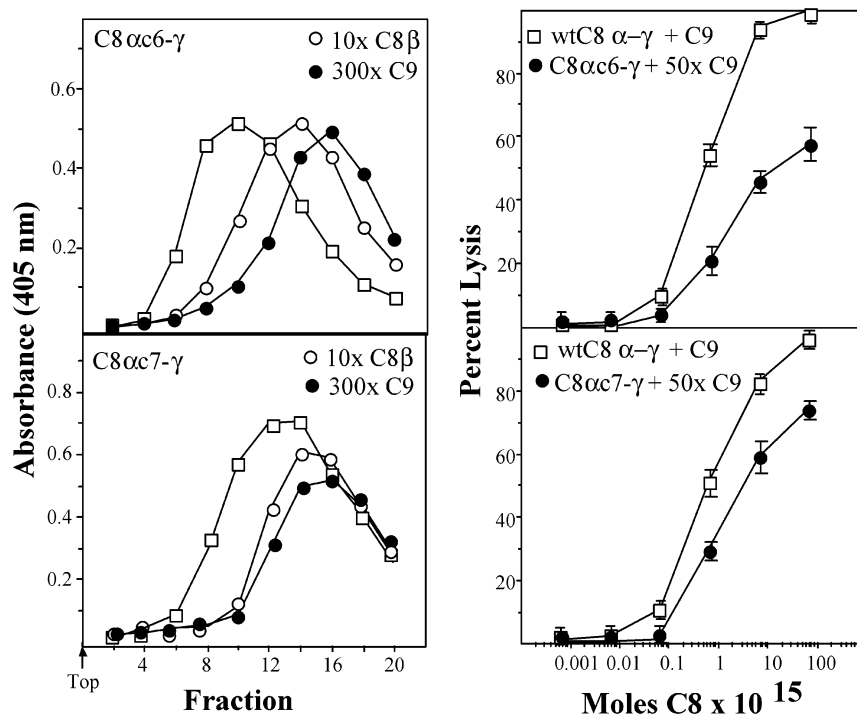 C8αc6-γ
10x C8β
300x C9
0.6
0.4
0.2
C8αc7-γ
10x C8β
300x C9
0.8
0.6
0.4
0.2
Absorbance (405 nm)
4 8 12 16 20
Top
Fraction
wtC8 α–γ + C9
C8αc6-γ + 50x C9
80
60
40
20
wtC8 α–γ + C9
C8αc7-γ + 50x C9
80
60
40
20
Percent Lysis
0.001 0.01 0.1 1 10 100
Moles C8 x 10 15